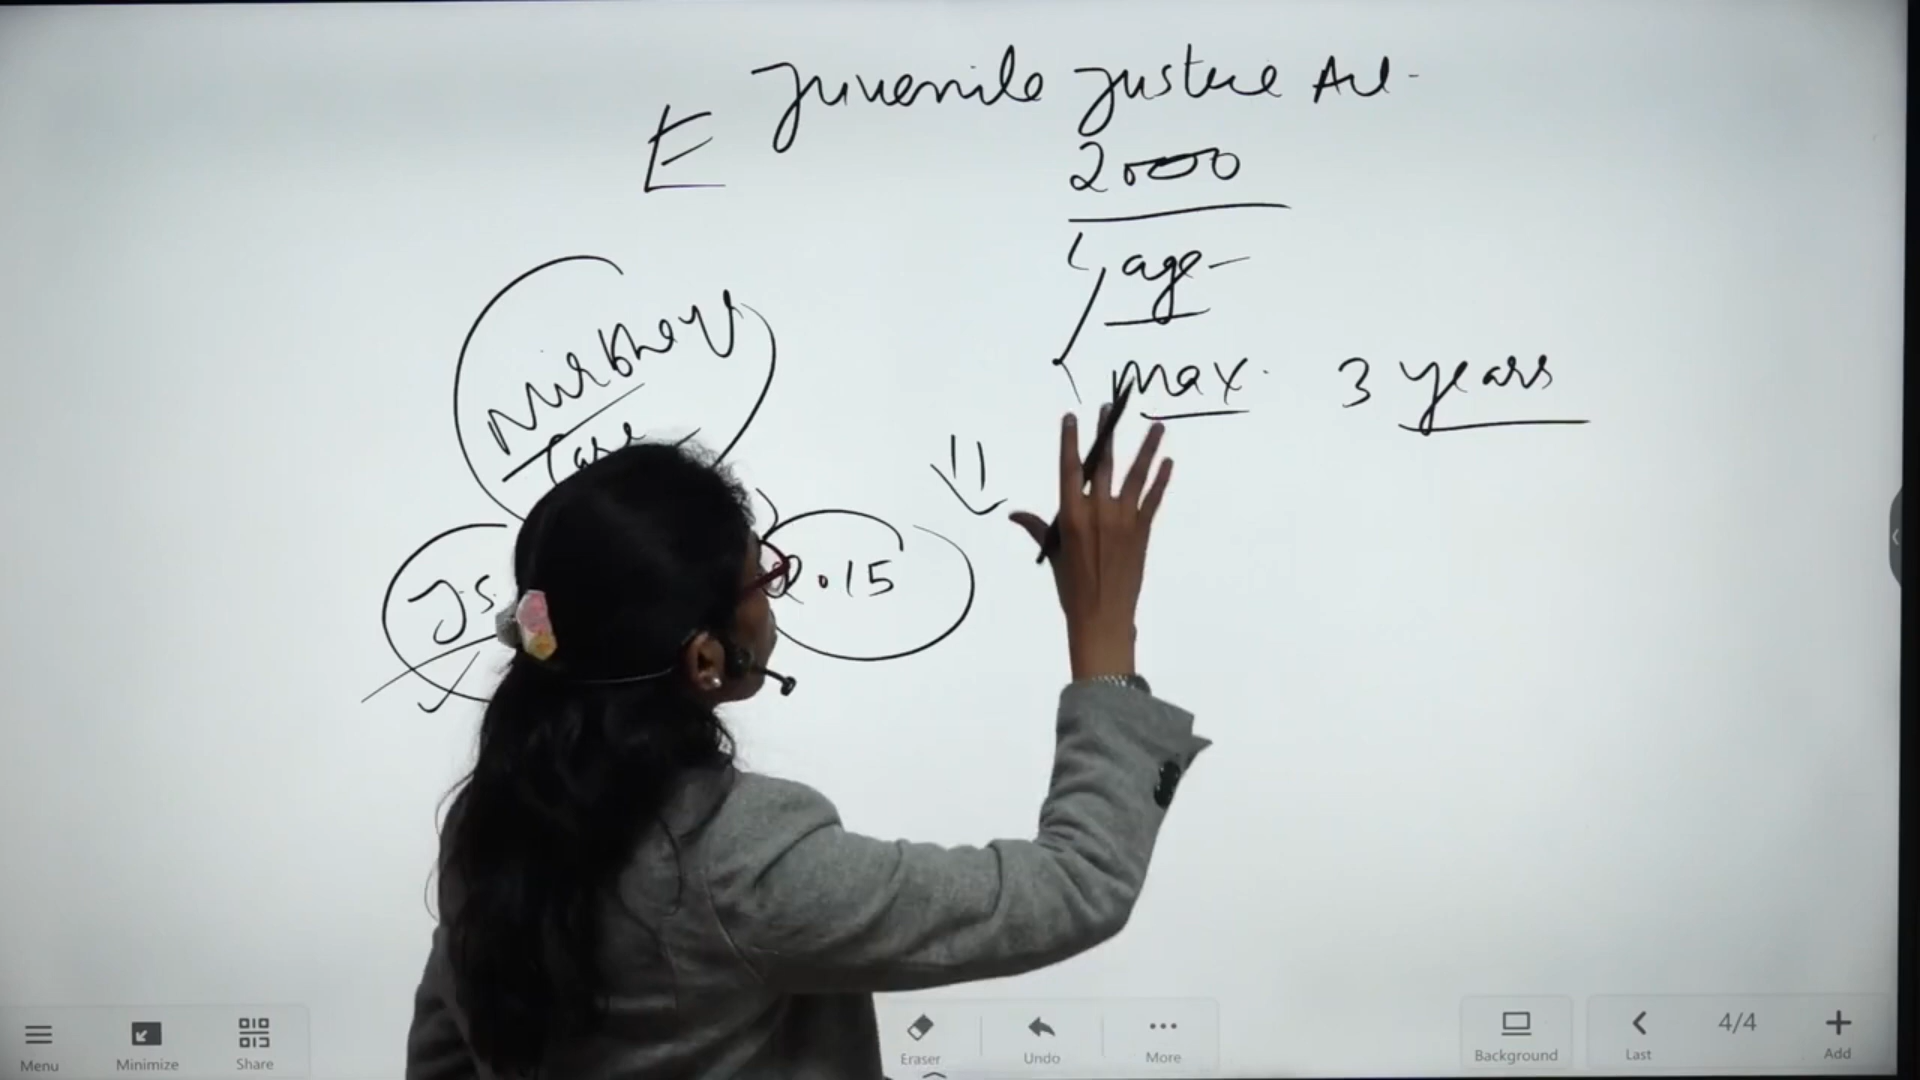 Juvenile Justice Act.
E
2000
age
max. 3 years
Nirbhaya
Case
J.S.
2015
Menu
Minimize
Share
Eraser
Undo
More
Background
Last
4/4
Add